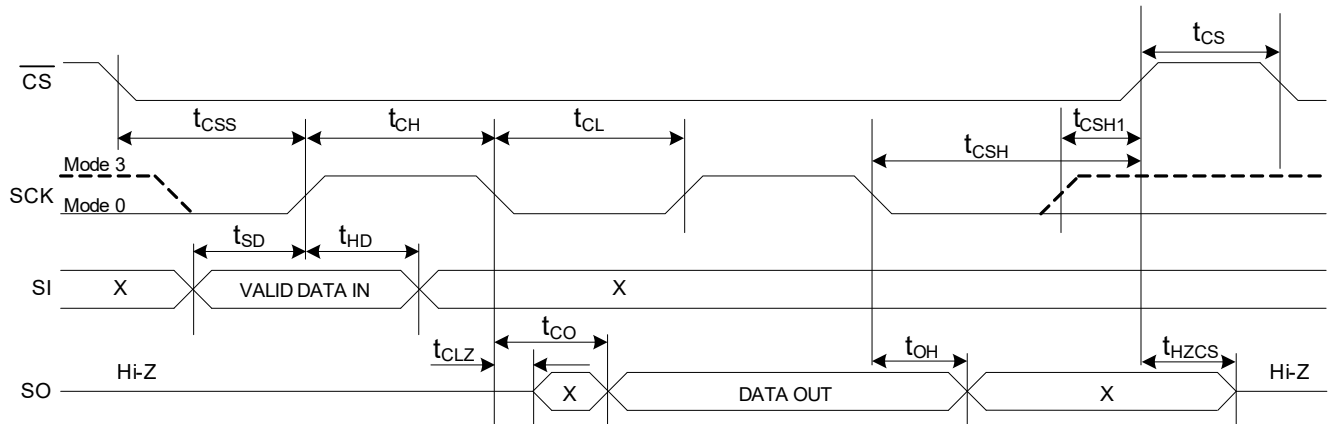 tCS
CS
tCSS
tCH
tCL
tCSH1
tCSH
Mode 3
SCK
Mode 0
tSD
tHD
SI
X
VALID DATA IN
X
tCO
tCLZ
tOH
tHZCS
Hi-Z
Hi-Z
SO
X
DATA OUT
X